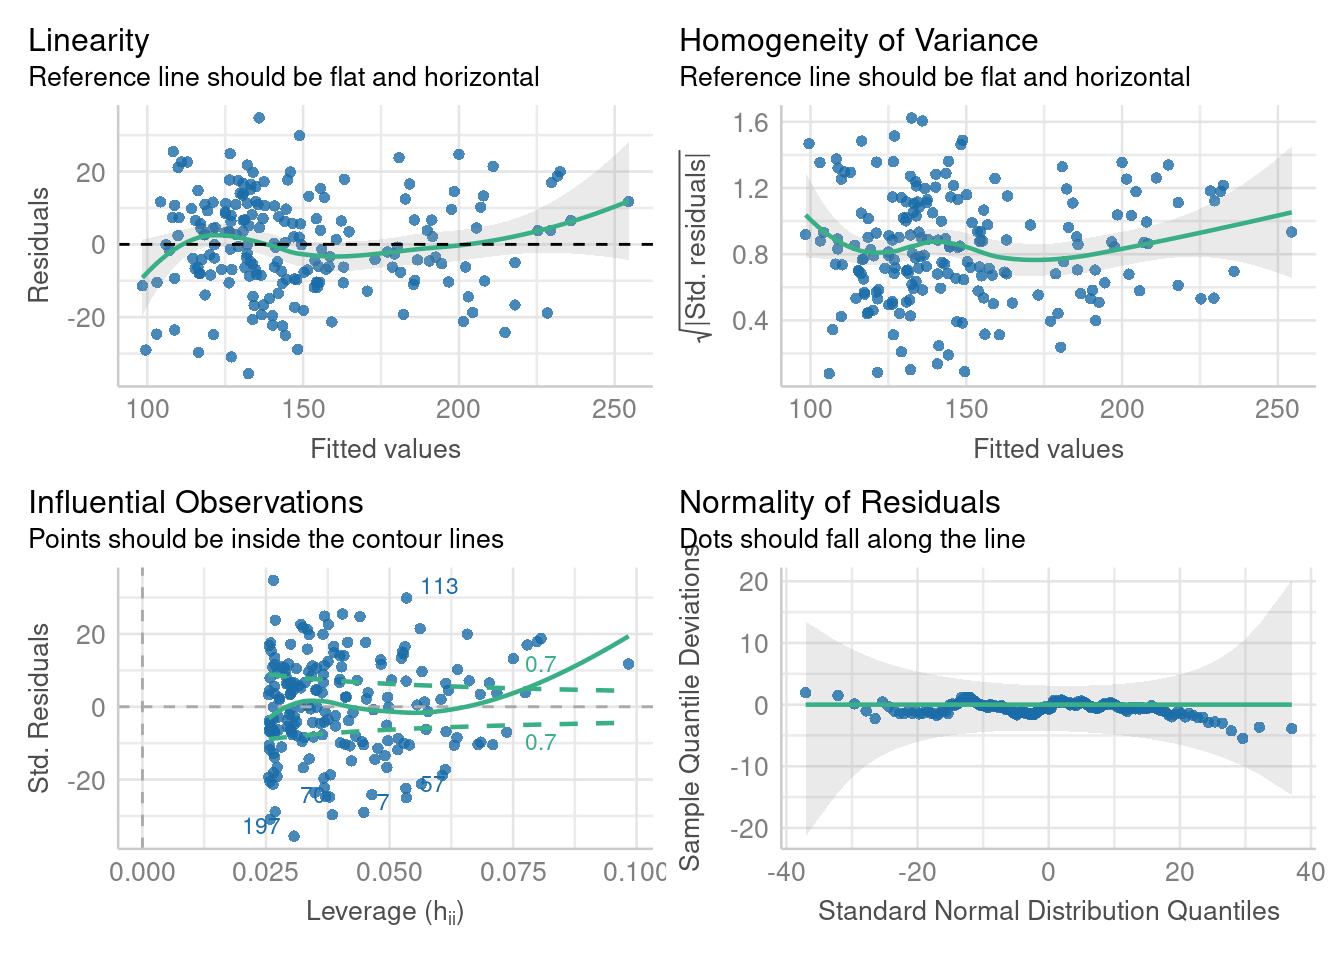 Linearity
Reference line should be flat and horizontal
Residuals
20
0
-20
100
150
200
250
Fitted values
Homogeneity of Variance
Reference line should be flat and horizontal
√|Std. residuals|
1.6
1.2
0.8
0.4
100
150
200
250
Fitted values
Influential Observations
Points should be inside the contour lines
Std. Residuals
20
0
-20
113
0.7
0.7
57
7
197
0.000
0.025
0.050
0.075
0.100
Leverage (hii)
Normality of Residuals
Dots should fall along the line
Sample Quantile Deviations
20
10
0
-10
-20
-40
-20
0
20
40
Standard Normal Distribution Quantiles